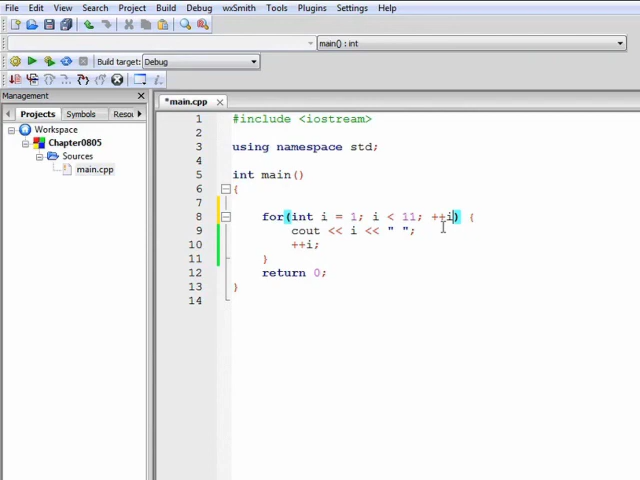 File Edit View Search Project Build Debug wxSmith Tools Plugins Settings Help
main() : int
Build target: Debug
Management
Projects Symbols Resou
Workspace
Chapter0805
Sources
main.cpp
*main.cpp
1 #include <iostream>
2
3 using namespace std;
4
5 int main()
6 {
7
8 for(int i = 1; i < 11; ++i) {
9 cout << i << " ";
10 ++i;
11 }
12 return 0;
13 }
14